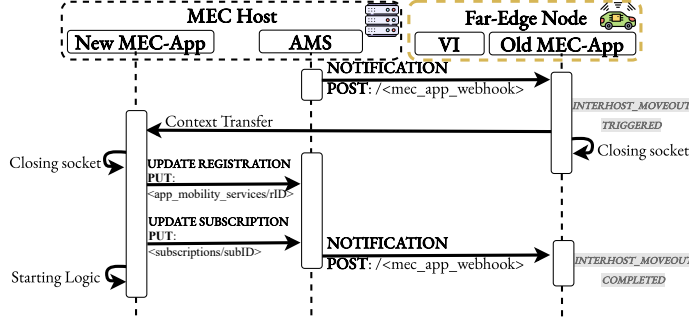 MEC Host
Far-Edge Node
New MEC-App
AMS
VI
Old MEC-App
NOTIFICATION
POST: /<mec_app_webhook>
INTERHOST_MOVEOUT
TRIGGERED
Context Transfer
Closing socket
Closing socket
UPDATE REGISTRATION
PUT:
<app_mobility_services/rID>
UPDATE SUBSCRIPTION
PUT:
<subscriptions/subID>
NOTIFICATION
POST: /<mec_app_webhook>
INTERHOST_MOVEOUT
COMPLETED
Starting Logic